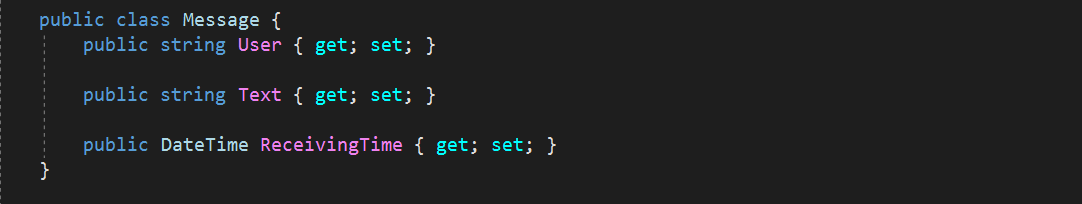 public class Message {
public string User { get; set; }
public string Text { get; set; }
public DateTime ReceivingTime { get; set; }
}